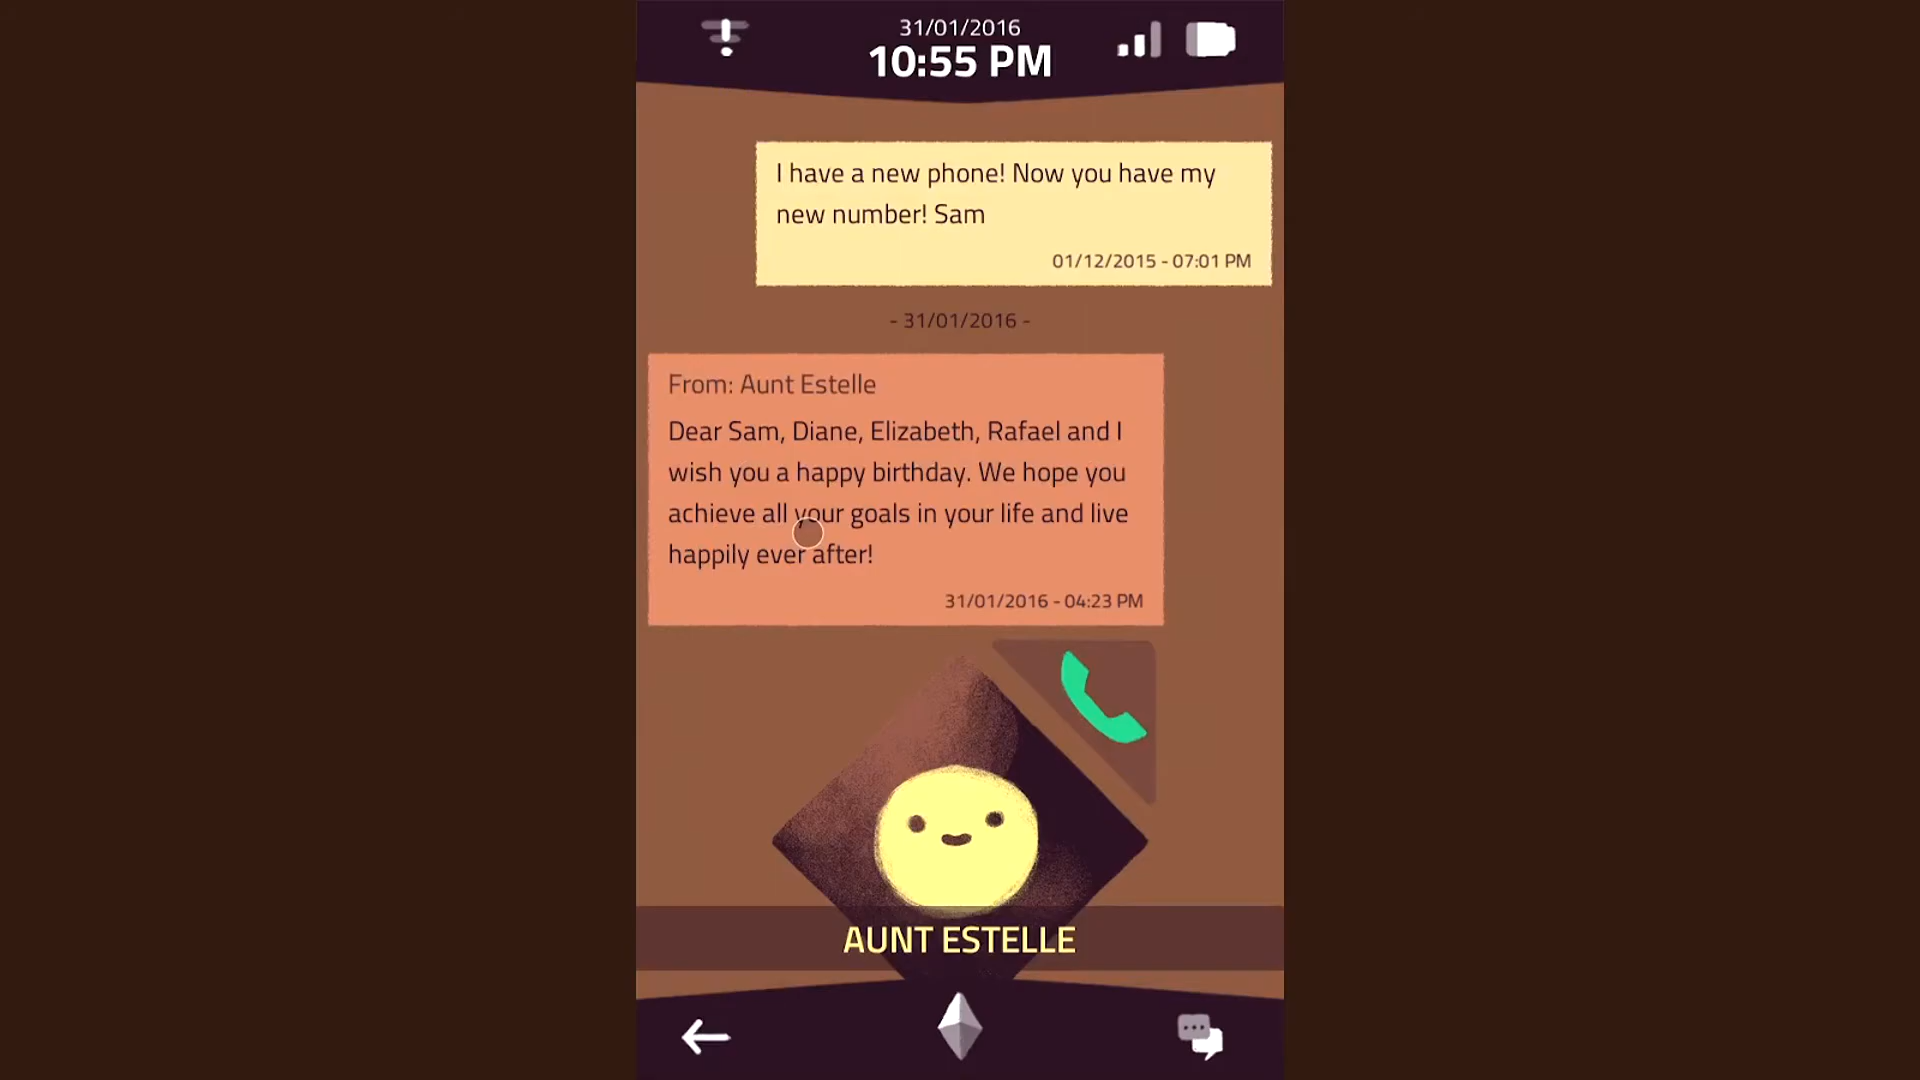 31/01/2016
10:55 PM
I have a new phone! Now you have my
new number! Sam
01/12/2015 - 07:01 PM
- 31/01/2016 -
From: Aunt Estelle
Dear Sam, Diane, Elizabeth, Rafael and I
wish you a happy birthday. We hope you
achieve all your goals in your life and live
happily ever after!
31/01/2016 - 04:23 PM
AUNT ESTELLE